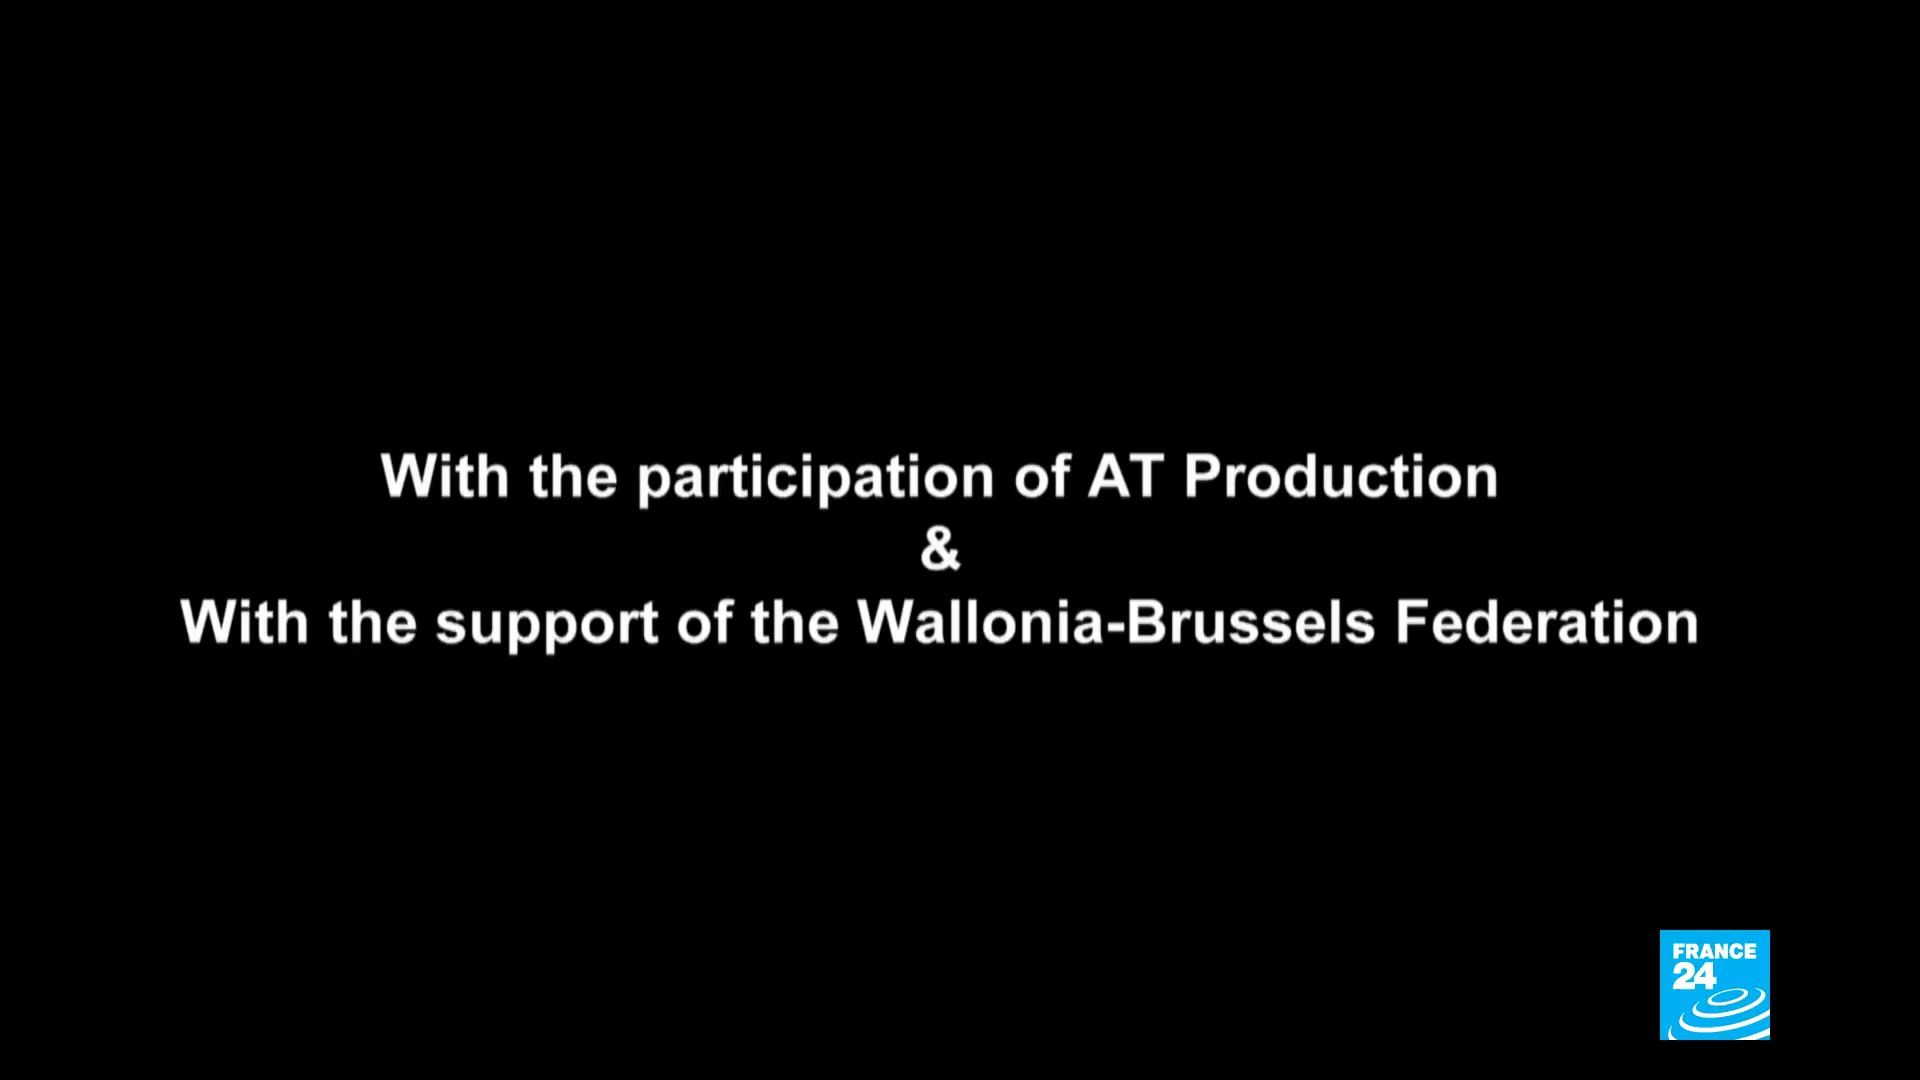 With the participation of AT Production
&
With the support of the Wallonia-Brussels Federation
FRANCE
24